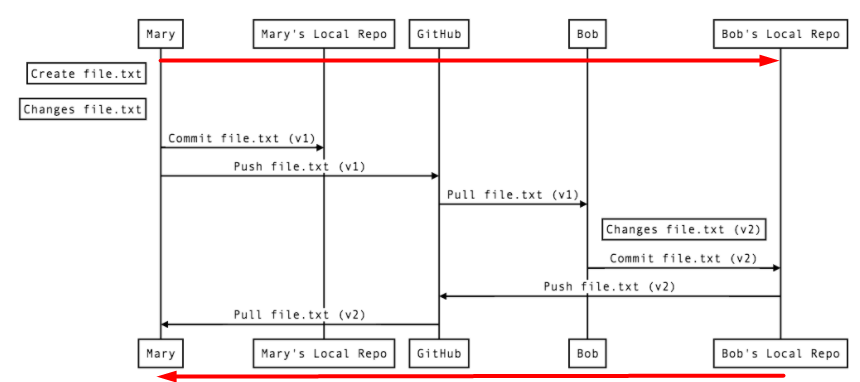 Mary
Mary's Local Repo
GitHub
Bob
Bob's Local Repo
Create file.txt
Changes file.txt
Commit file.txt (v1)
Push file.txt (v1)
Pull file.txt (v1)
Changes file.txt (v2)
Commit file.txt (v2)
Push file.txt (v2)
Pull file.txt (v2)
Mary
Mary's Local Repo
GitHub
Bob
Bob's Local Repo